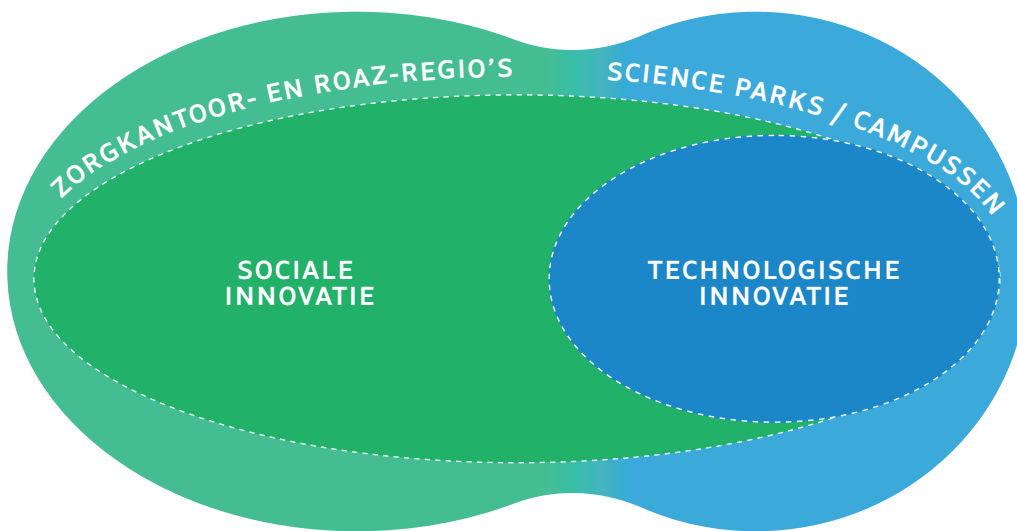 ZORGKANTOOR- EN ROAZ-REGIO'S
SCIENCE PARKS / CAMPUSSEN
SOCIALE
INNOVATIE
TECHNOLOGISCHE
INNOVATIE